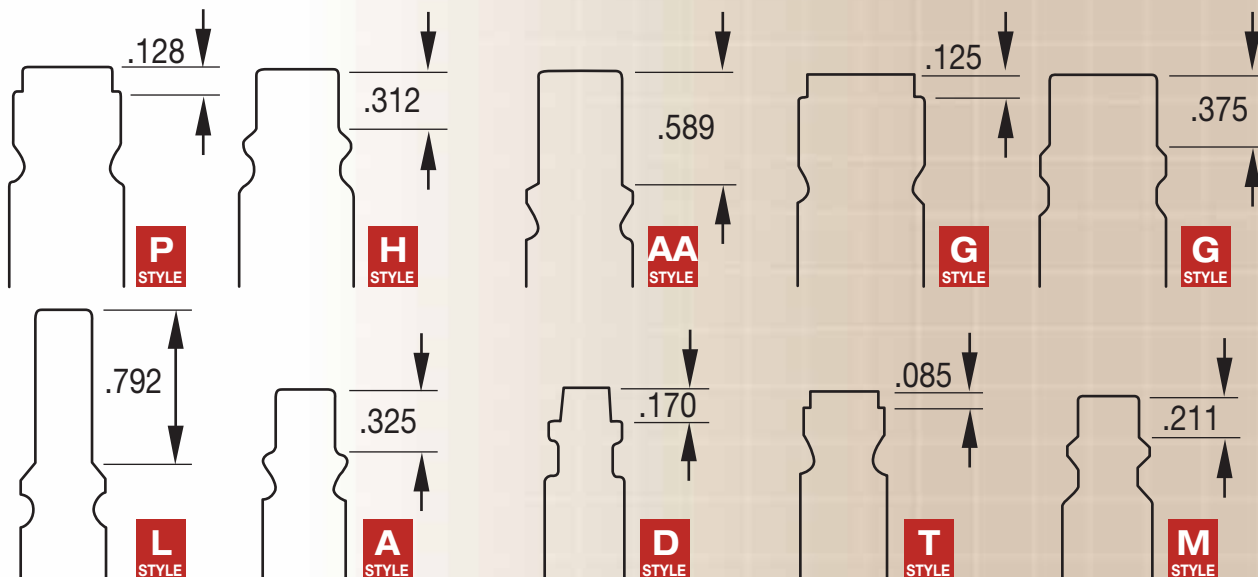 .128
.312
.589
.125
.375
P
STYLE
H
STYLE
AA
STYLE
G
STYLE
G
STYLE
.792
.325
.170
.085
.211
L
STYLE
A
STYLE
D
STYLE
T
STYLE
M
STYLE